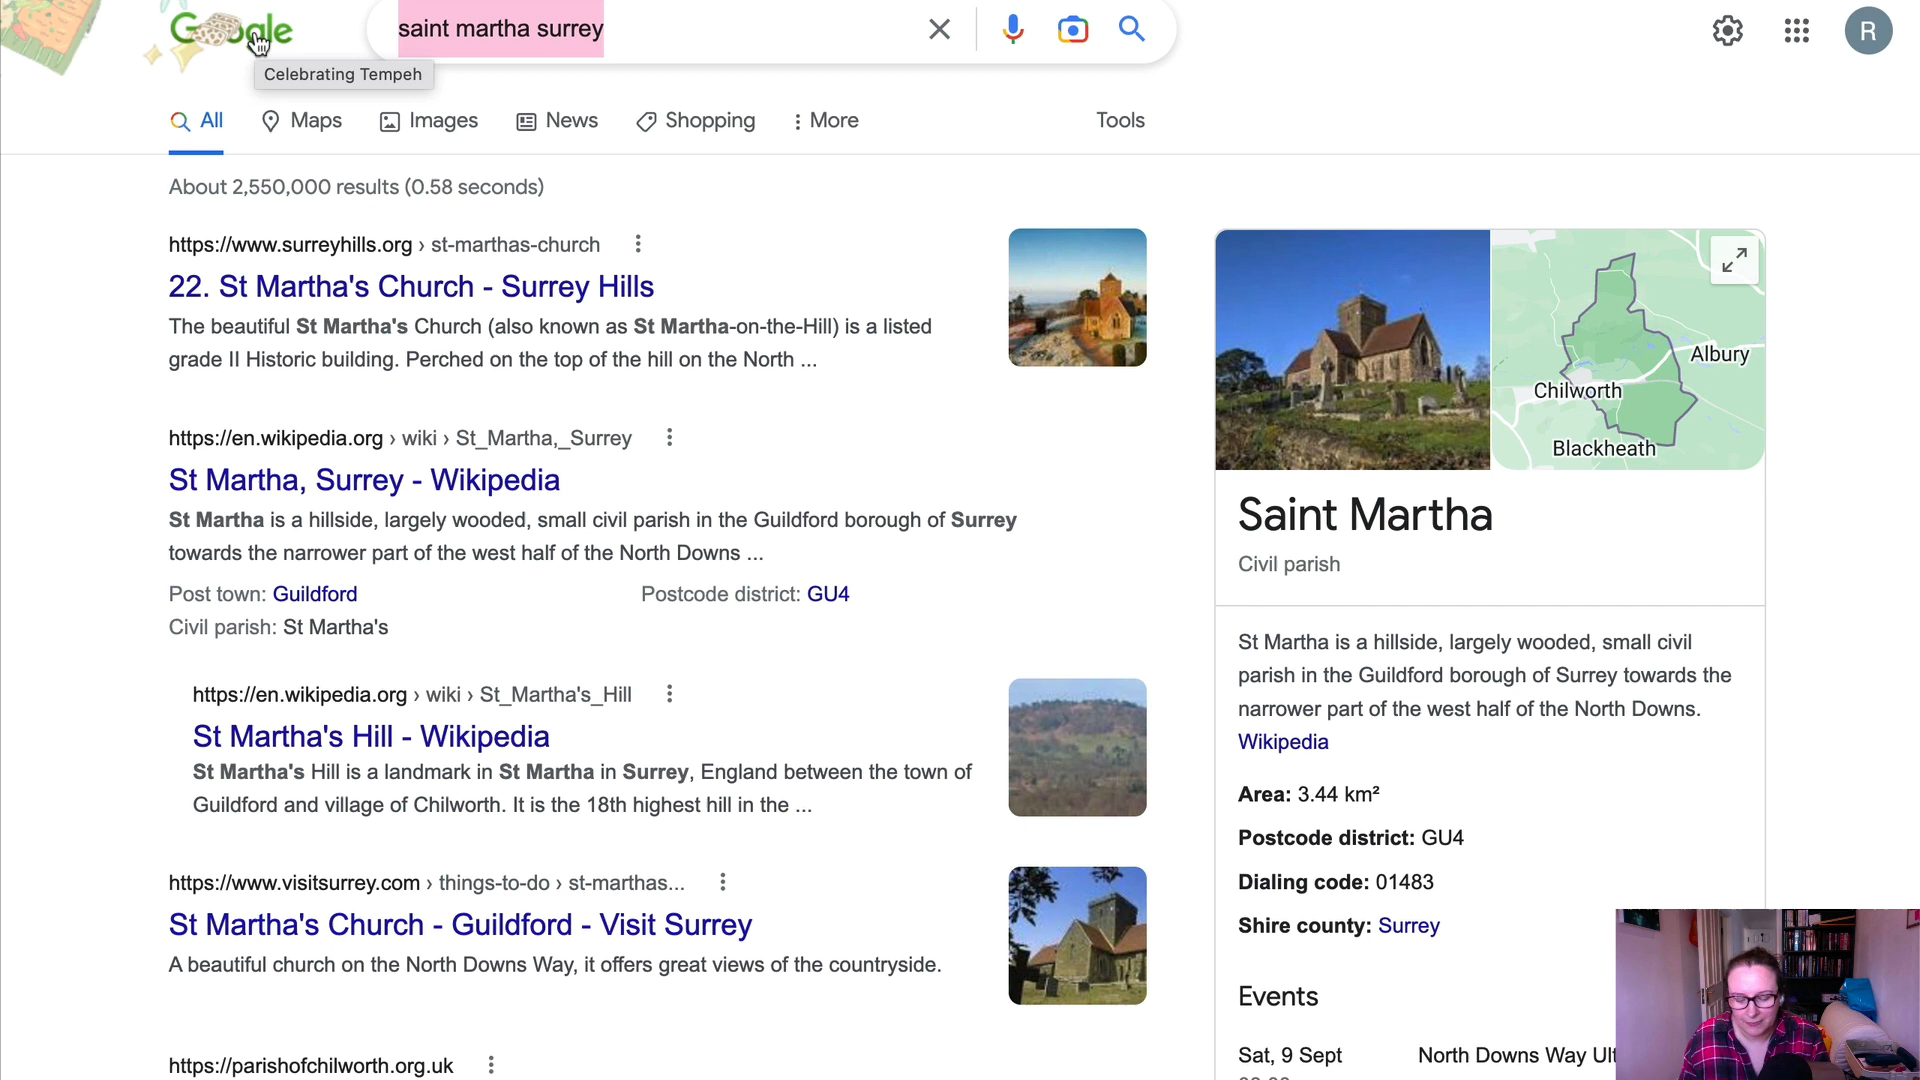 Google
saint martha surrey
R
Celebrating Tempeh
All
Maps
Images
News
Shopping
More
Tools
About 2,550,000 results (0.58 seconds)
https://www.surreyhills.org › st-marthas-church
22. St Martha's Church - Surrey Hills
The beautiful St Martha's Church (also known as St Martha-on-the-Hill) is a listed
grade II Historic building. Perched on the top of the hill on the North ...
https://en.wikipedia.org › wiki › St_Martha,_Surrey
St Martha, Surrey - Wikipedia
St Martha is a hillside, largely wooded, small civil parish in the Guildford borough of Surrey
towards the narrower part of the west half of the North Downs ...
Post town: Guildford
Postcode district: GU4
Civil parish: St Martha's
https://en.wikipedia.org › wiki › St_Martha's_Hill
St Martha's Hill - Wikipedia
St Martha's Hill is a landmark in St Martha in Surrey, England between the town of
Guildford and village of Chilworth. It is the 18th highest hill in the ...
https://www.visitsurrey.com › things-to-do › st-marthas...
St Martha's Church - Guildford - Visit Surrey
A beautiful church on the North Downs Way, it offers great views of the countryside.
https://parishofchilworth.org.uk
Albury
Chilworth
Blackheath
Saint Martha
Civil parish
St Martha is a hillside, largely wooded, small civil
parish in the Guildford borough of Surrey towards the
narrower part of the west half of the North Downs.
Wikipedia
Area: 3.44 km²
Postcode district: GU4
Dialing code: 01483
Shire county: Surrey
Events
Sat, 9 Sept
North Downs Way Ult